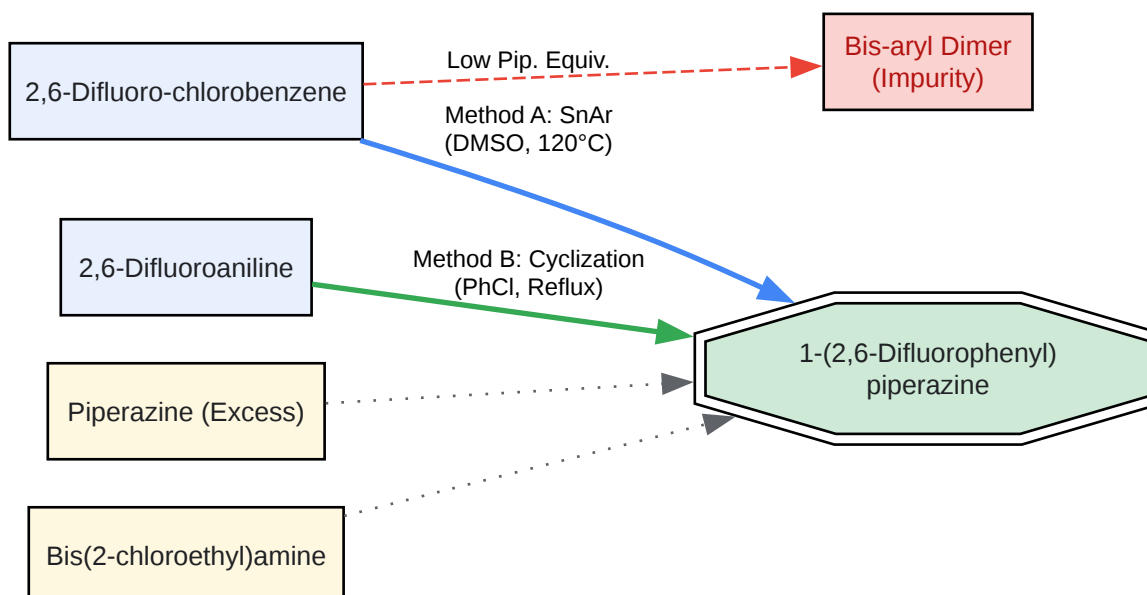 2,6-Difluoro-chlorobenzene
Low Pip. Equiv.
Bis-aryl Dimer
(Impurity)
Method A: SnAr
(DMSO, 120°C)
2,6-Difluoroaniline
Method B: Cyclization
(PhCl, Reflux)
1-(2,6-Difluorophenyl)
piperazine
Piperazine (Excess)
Bis(2-chloroethyl)amine